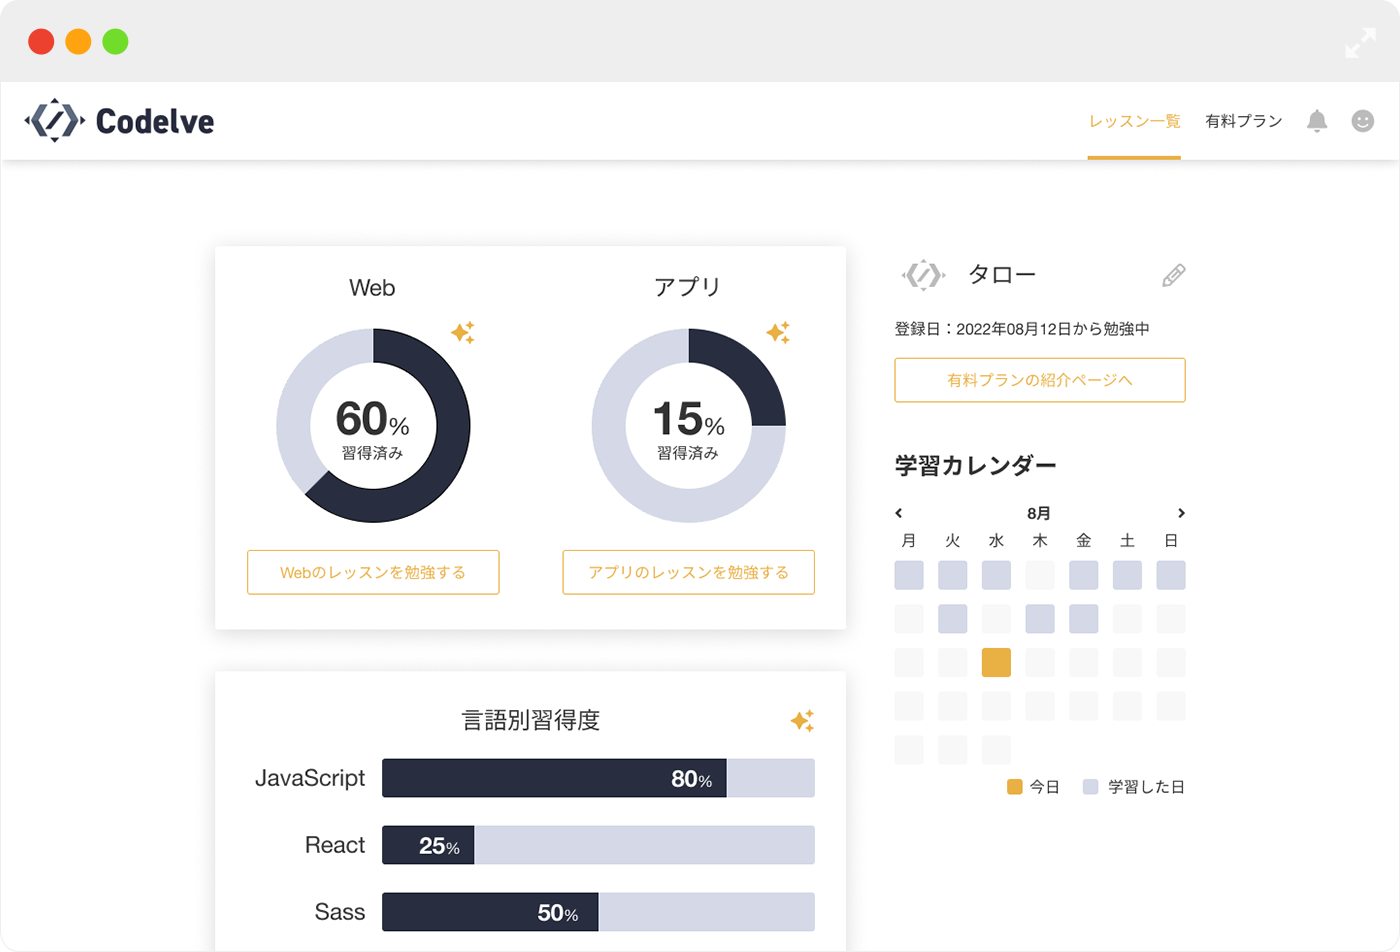 Codelve
レッスン一覧
有料プラン
Web
60%
習得済み
Webのレッスンを勉強する
アプリ
15%
習得済み
アプリのレッスンを勉強する
言語別習得度
JavaScript 80%
React 25%
Sass 50%
タロー
登録日：2022年08月12日から勉強中
有料プランの紹介ページへ
学習カレンダー
8月
月 火 水 木 金 土 日
今日 学習した日